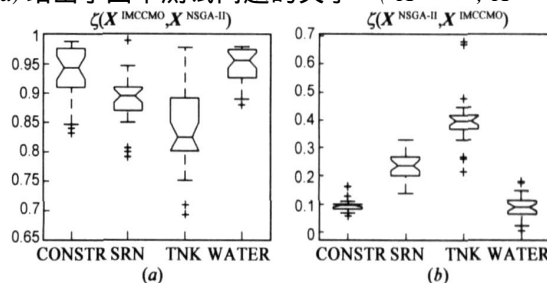 ζ(X^IMCCMO,X^NSGA-II)
ζ(X^NSGA-II,X^IMCCMO)
1
0.95
0.9
0.85
0.8
0.75
0.7
0.65
CONSTR SRN TNK WATER
(a)
0.7
0.6
0.5
0.4
0.3
0.2
0.1
0
CONSTR SRN TNK WATER
(b)